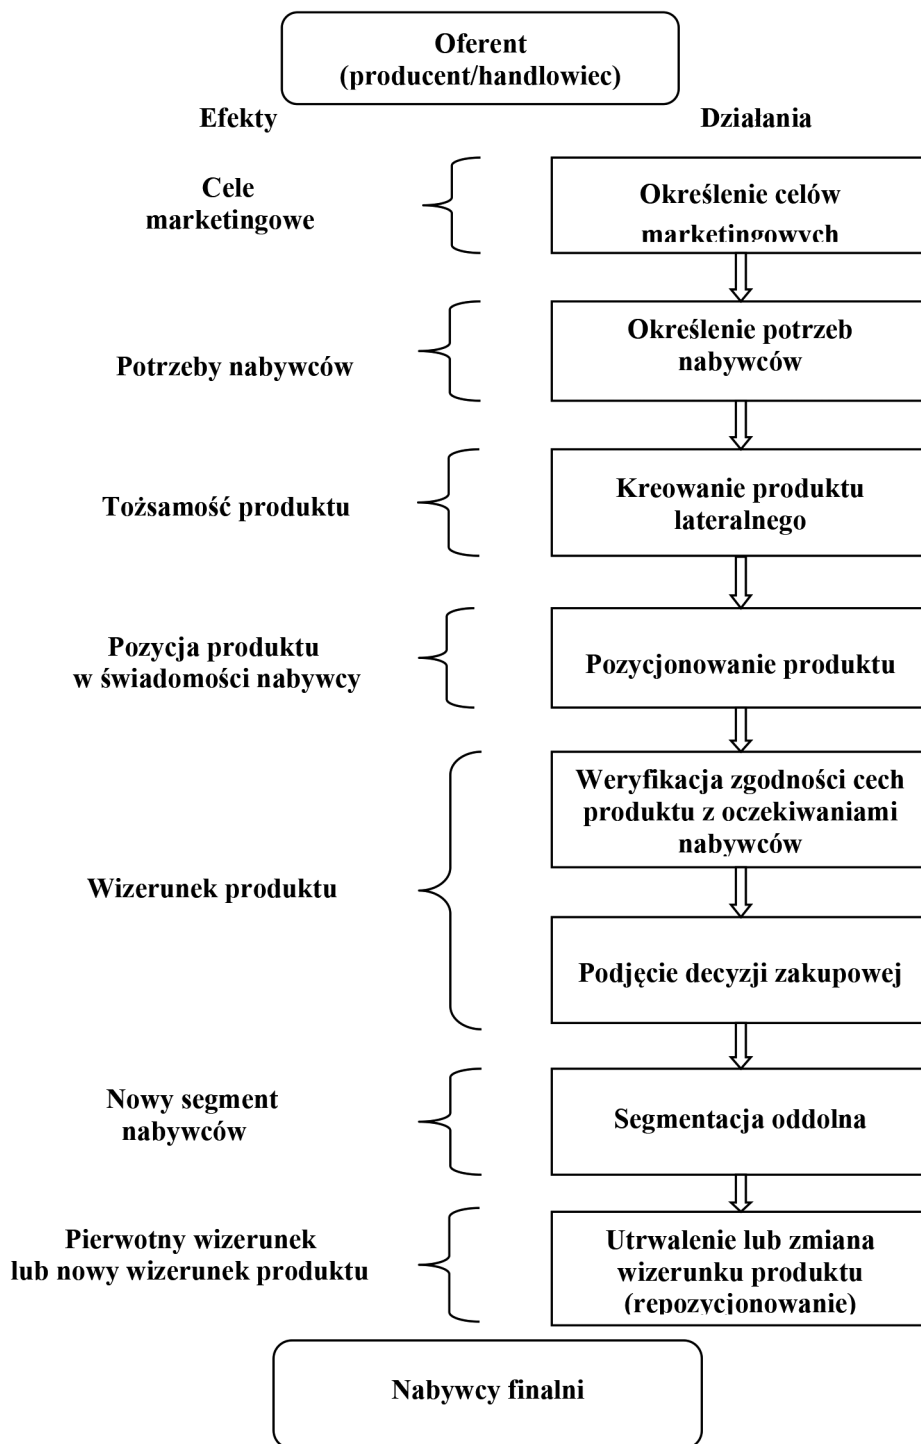 Oferent
(producent/handlowiec)
Efekty
Działania
Cele
marketingowe
Określenie celów
marketingowych
Potrzeby nabywców
Określenie potrzeb
nabywców
Tożsamość produktu
Kreowanie produktu
lateralnego
Pozycja produktu
w świadomości nabywcy
Pozycjonowanie produktu
Wizerunek produktu
Weryfikacja zgodności cech
produktu z oczekiwaniami
nabywców
Podjęcie decyzji zakupowej
Nowy segment
nabywców
Segmentacja oddolna
Pierwotny wizerunek
lub nowy wizerunek produktu
Utrwalenie lub zmiana
wizerunku produktu
(repozycjonowanie)
Nabywcy finalni